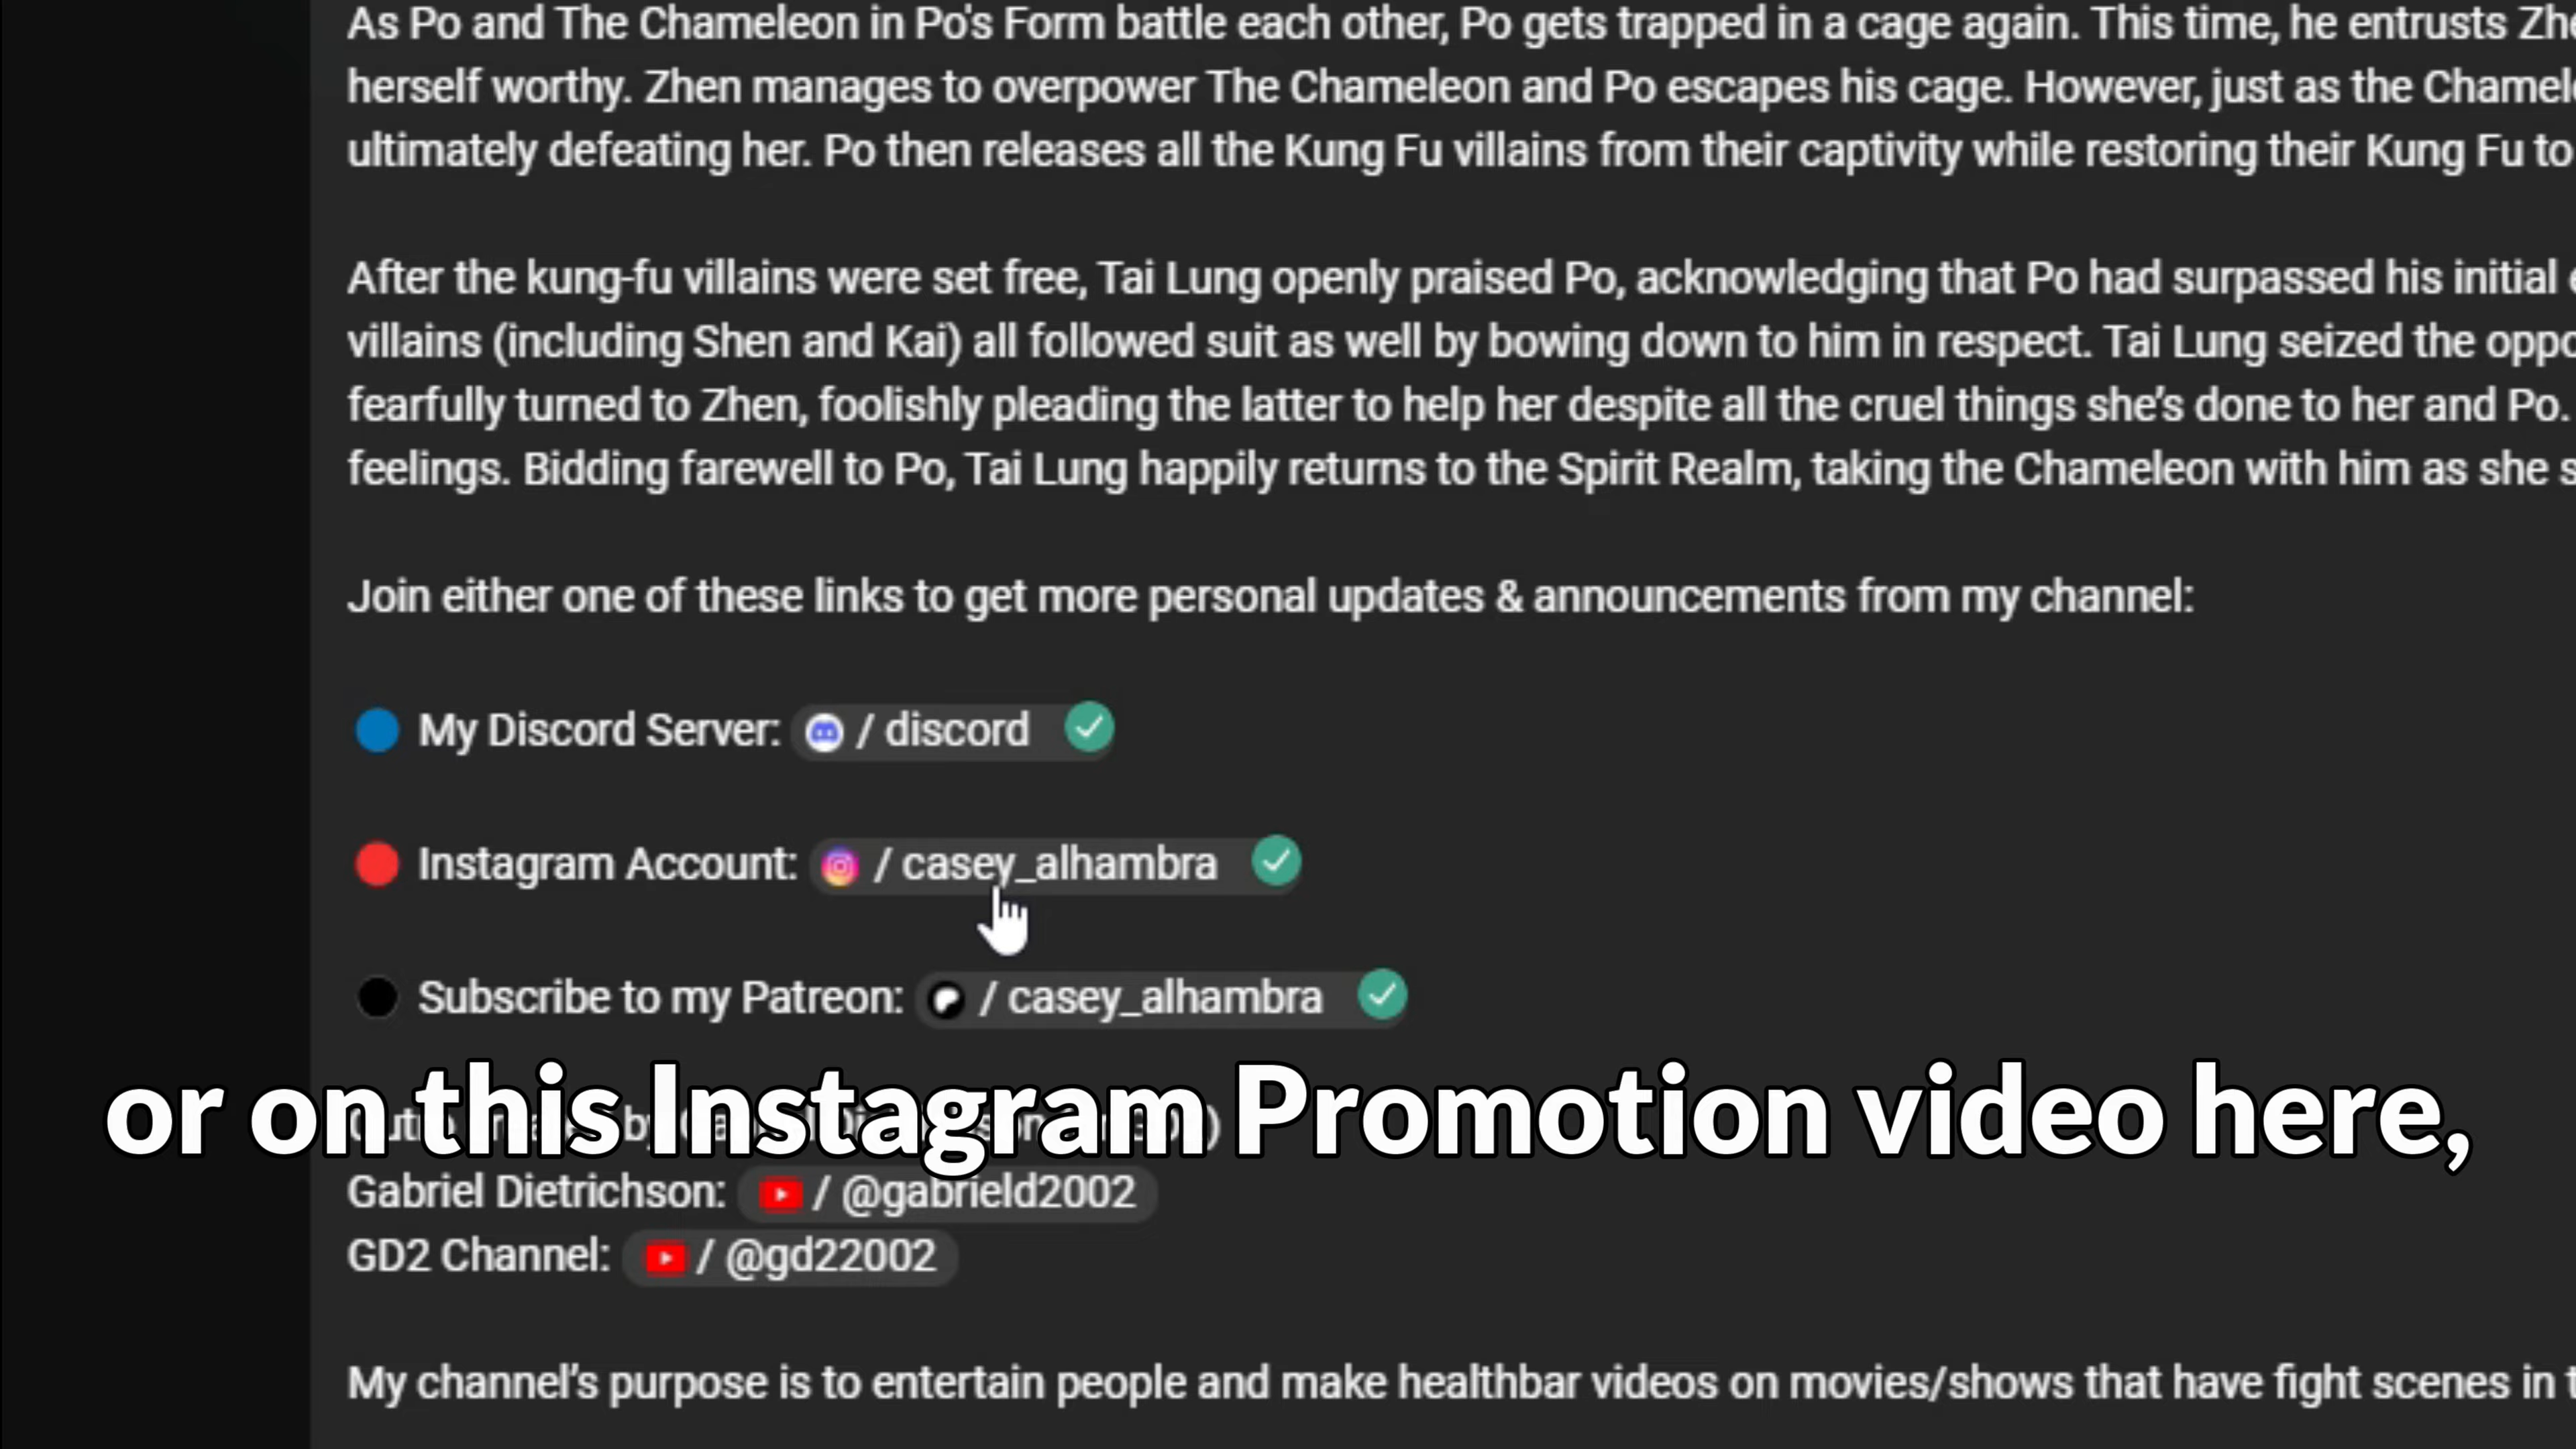 As Po and The Chameleon in Po's Form battle each other, Po gets trapped in a cage again. This time, he entrusts
herself worthy. Zhen manages to overpower The Chameleon and Po escapes his cage. However, just as the
ultimately defeating her. Po then releases all the Kung Fu villains from their captivity while restoring their Kung Fu to
After the kung-fu villains were set free, Tai Lung openly praised Po, acknowledging that Po had surpassed his initial
villains (including Shen and Kai) all followed suit as well by bowing down to him in respect. Tai Lung seized the
fearfully turned to Zhen, foolishly pleading the latter to help her despite all the cruel things she's done to her and Po.
feelings. Bidding farewell to Po, Tai Lung happily returns to the Spirit Realm, taking the Chameleon with him as she
Join either one of these links to get more personal updates & announcements from my channel:
My Discord Server: / discord
Instagram Account: / casey_alhambra
Subscribe to my Patreon: / casey_alhambra
or on this Instagram Promotion video here,
Gabriel Dietrichson: / @gabrield2002
GD2 Channel: / @gd22002
My channel's purpose is to entertain people and make healthbar videos on movies/shows that have fight scenes in